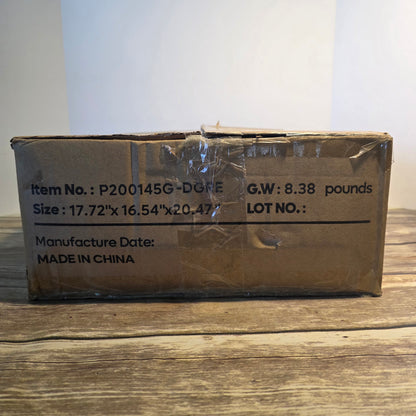 Item No. : P200145G-DGRE G.W : 8.38 pounds
Size : 17.72"x 16.54"x20.47" LOT NO. :
Manufacture Date:
MADE IN CHINA